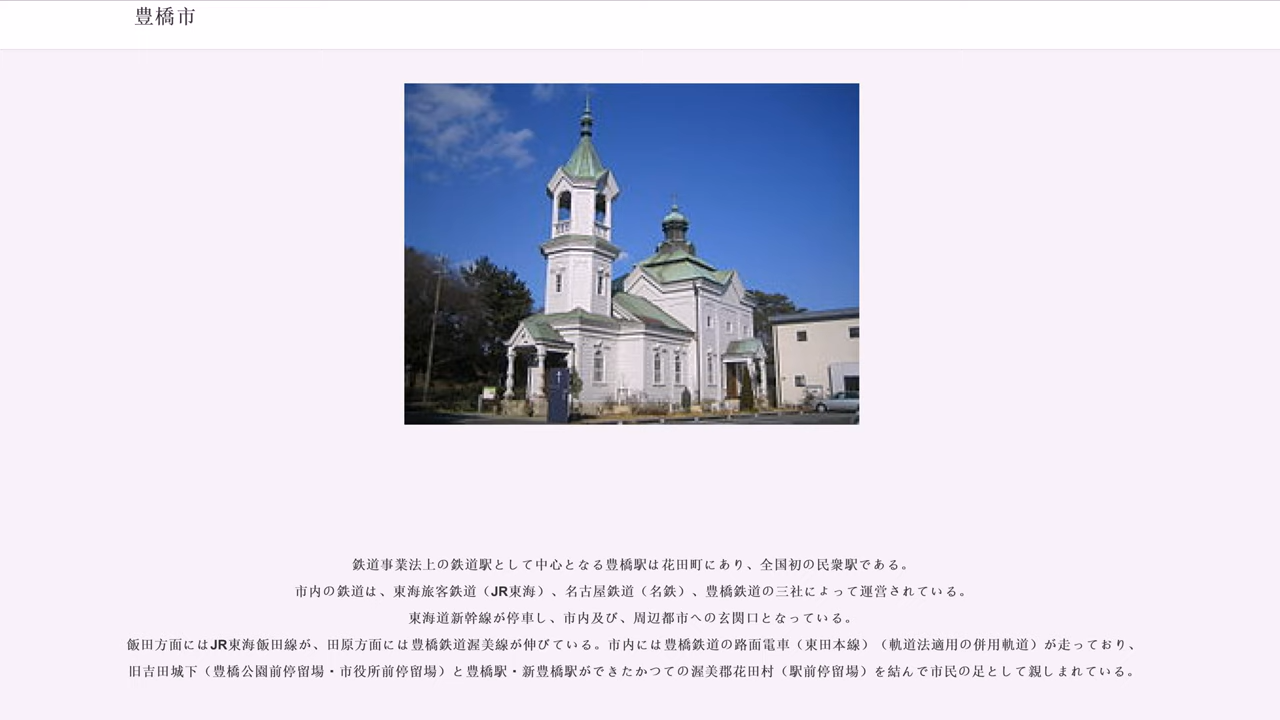 豊橋市
鉄道事業法上の鉄道駅として中心となる豊橋駅は花田町にあり、全国初の民衆駅である。
市内の鉄道は、東海旅客鉄道（JR東海）、名古屋鉄道（名鉄）、豊橋鉄道の三社によって運営されている。
東海道新幹線が停車し、市内及び、周辺都市への玄関口となっている。
飯田方面にはJR東海飯田線が、田原方面には豊橋鉄道渥美線が伸びている。市内には豊橋鉄道の路面電車（東田本線）（軌道法適用の併用軌道）が走っており、
旧吉田城下（豊橋公園前停留場・市役所前停留場）と豊橋駅・新豊橋駅ができたかつての渥美郡花田村（駅前停留場）を結んで市民の足として親しまれている。